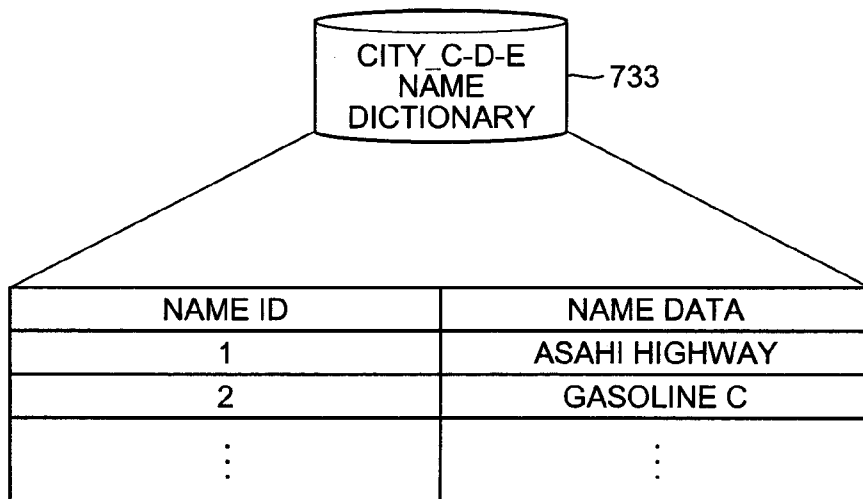 CITY_C-D-E
NAME
DICTIONARY
733
NAME ID NAME DATA
1 ASAHI HIGHWAY
2 GASOLINE C
⋮ ⋮